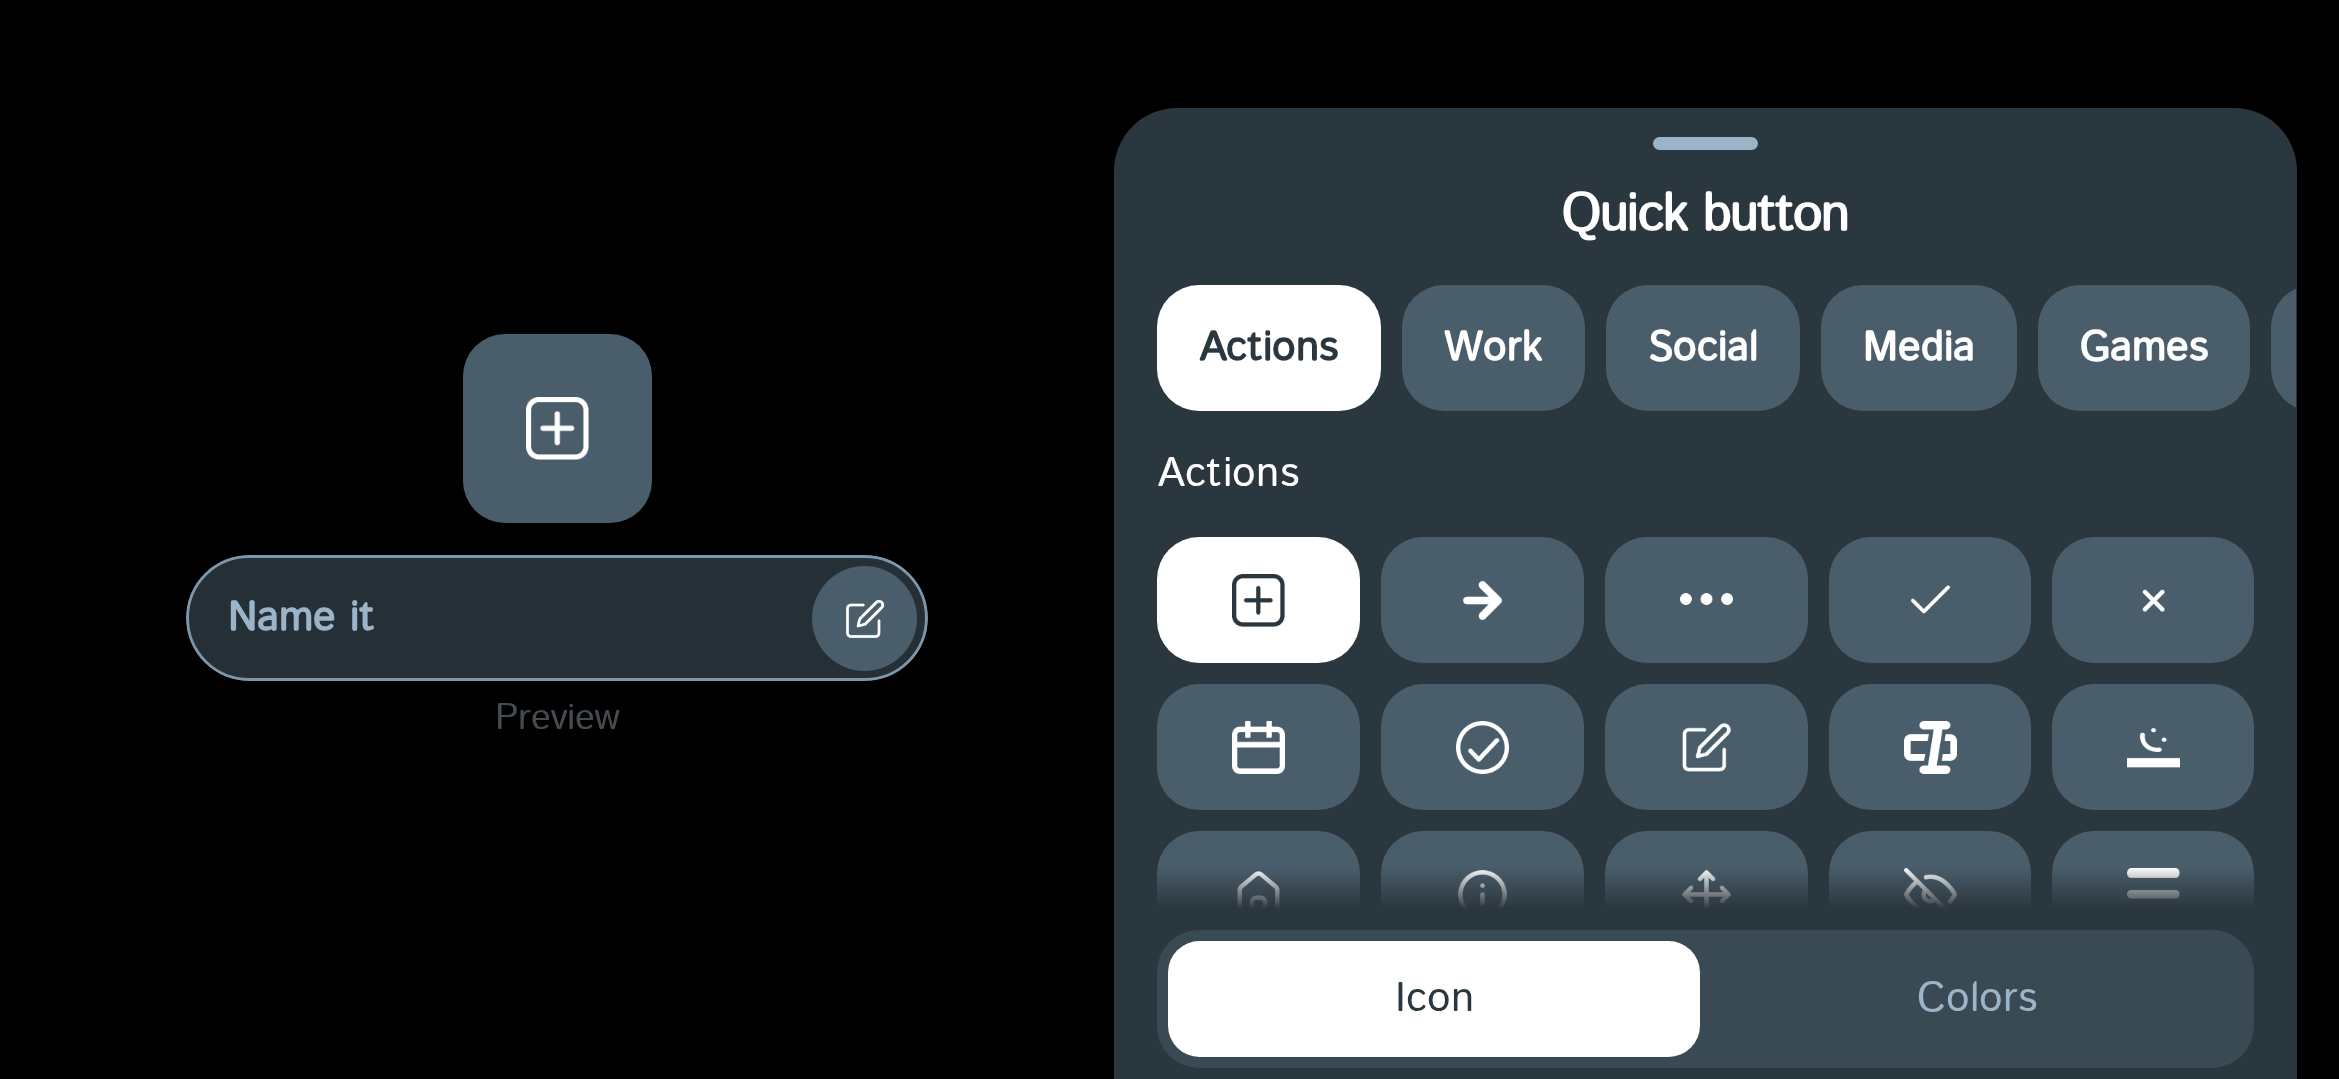 Name it
Preview
Quick button
Actions
Work
Social
Media
Games
Actions
Icon
Colors